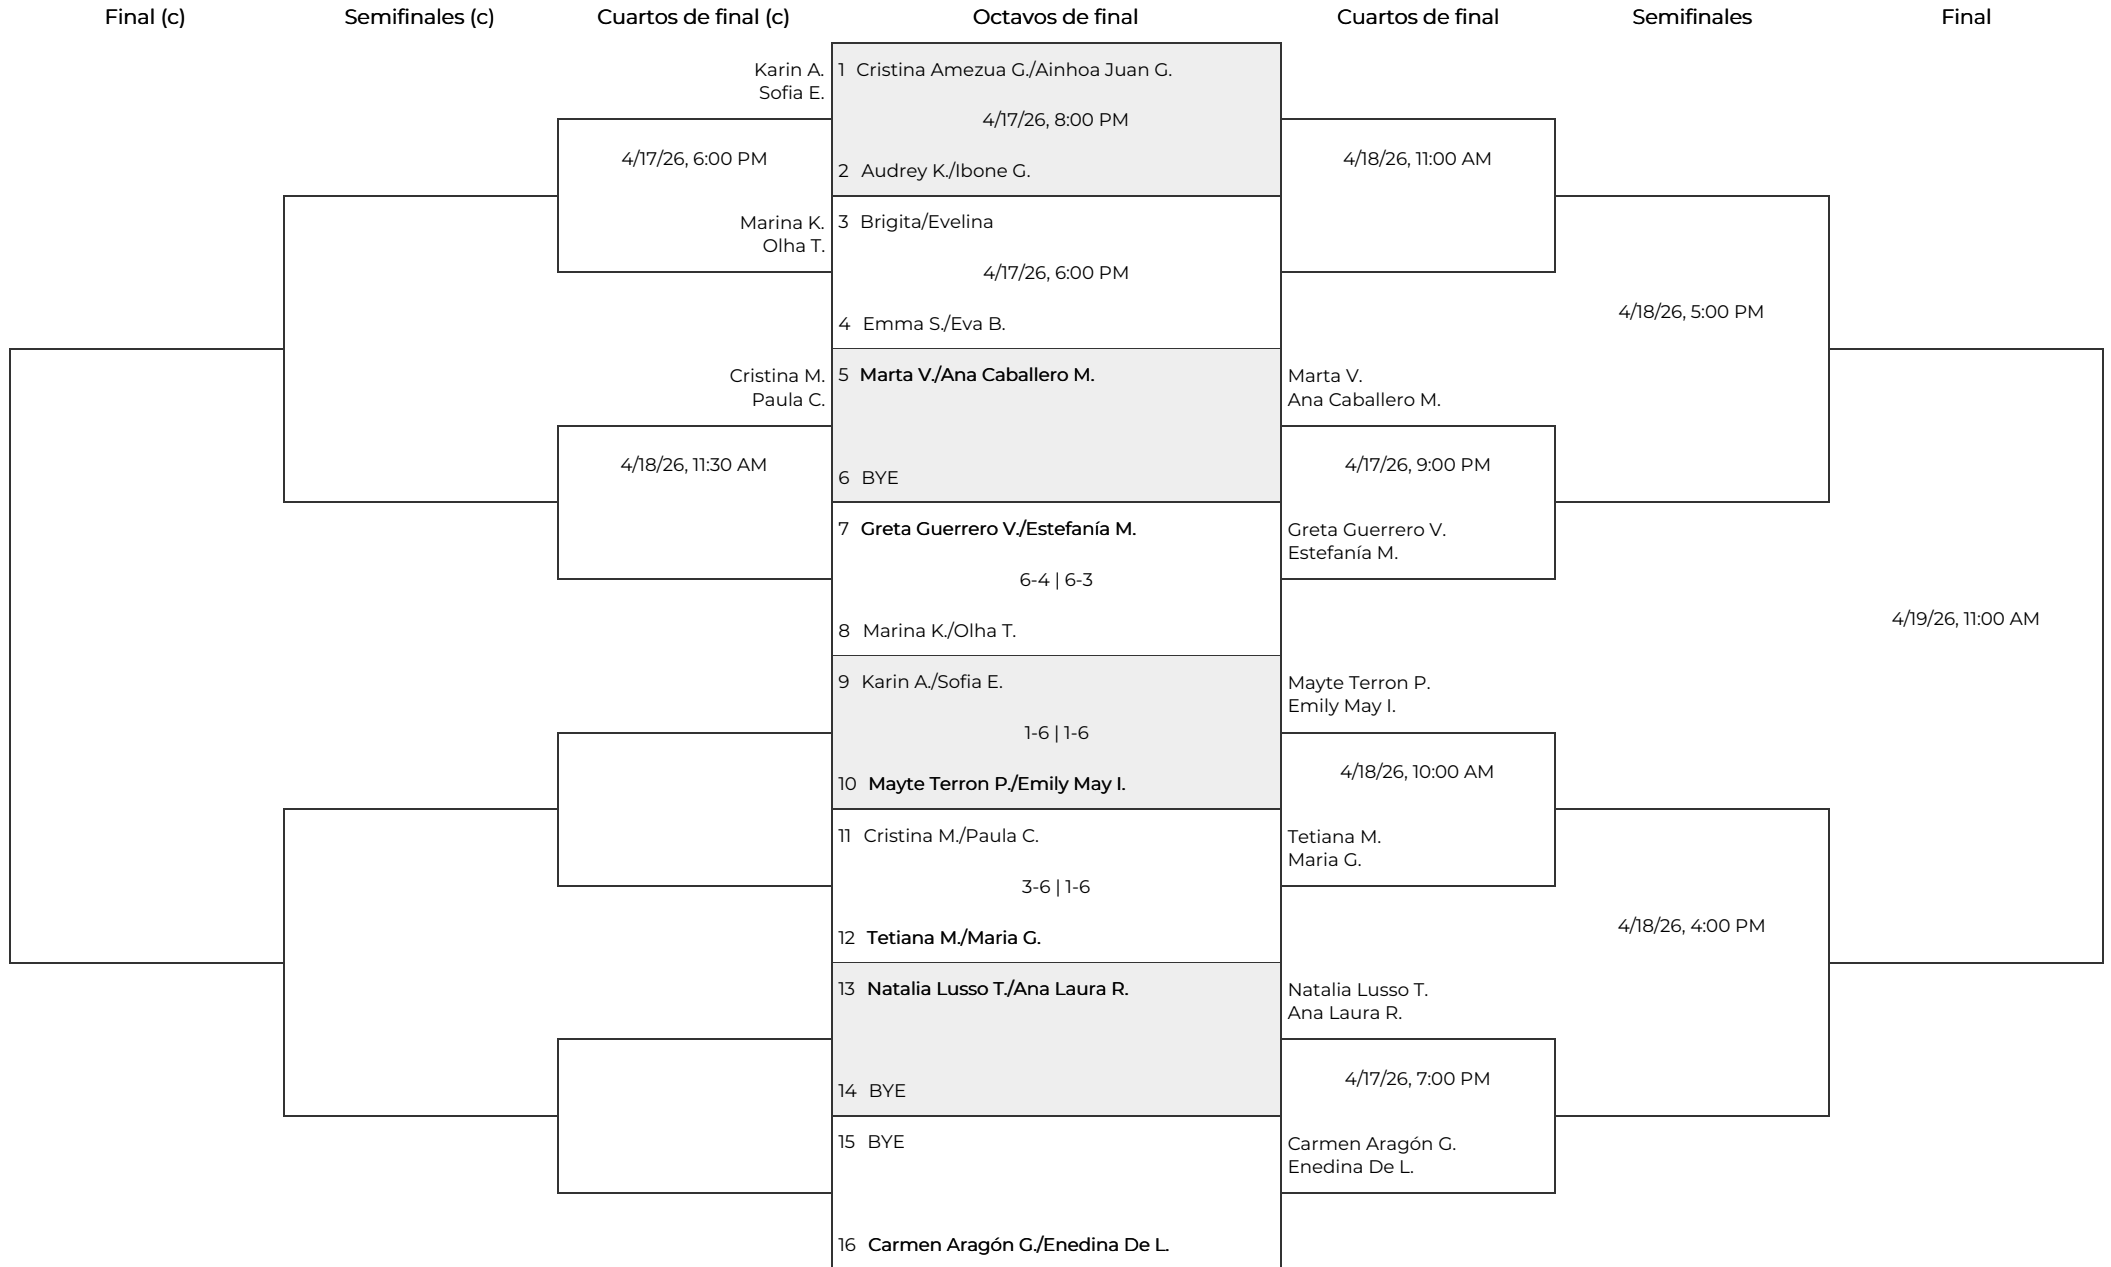 Final (c)
Semifinales (c)
Cuartos de final (c)
Octavos de final
Cuartos de final
Semifinales
Final
Karin A.
Sofia E.
4/17/26, 6:00 PM
Marina K.
Olha T.
Cristina M.
Paula C.
4/18/26, 11:30 AM
1 Cristina Amezua G./Ainhoa Juan G.
4/17/26, 8:00 PM
2 Audrey K./Ibone G.
3 Brigita/Evelina
4/17/26, 6:00 PM
4 Emma S./Eva B.
5 Marta V./Ana Caballero M.
6 BYE
7 Greta Guerrero V./Estefanía M.
6-4 | 6-3
8 Marina K./Olha T.
9 Karin A./Sofia E.
1-6 | 1-6
10 Mayte Terron P./Emily May I.
11 Cristina M./Paula C.
3-6 | 1-6
12 Tetiana M./Maria G.
13 Natalia Lusso T./Ana Laura R.
14 BYE
15 BYE
16 Carmen Aragón G./Enedina De L.
4/18/26, 11:00 AM
Marta V.
Ana Caballero M.
4/17/26, 9:00 PM
Greta Guerrero V.
Estefanía M.
Mayte Terron P.
Emily May I.
4/18/26, 10:00 AM
Tetiana M.
Maria G.
Natalia Lusso T.
Ana Laura R.
4/17/26, 7:00 PM
Carmen Aragón G.
Enedina De L.
4/18/26, 5:00 PM
4/18/26, 4:00 PM
4/19/26, 11:00 AM